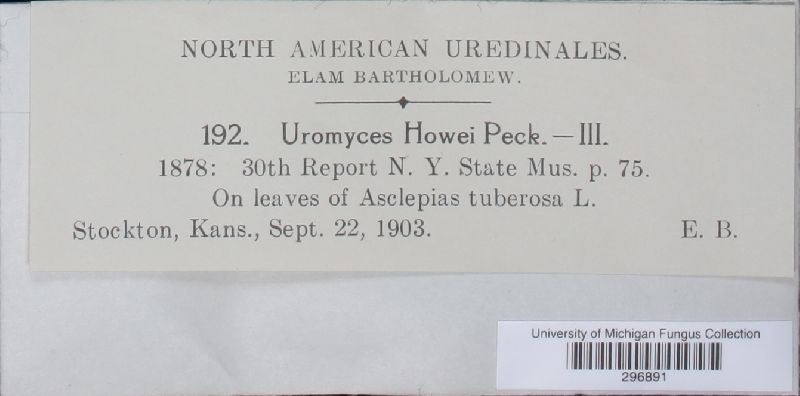 NORTH AMERICAN UREDINALES.
ELAM BARTHOLOMEW.
192. Uromyces Howei Peck.—III.
1878: 30th Report N. Y. State Mus. p. 75.
On leaves of Asclepias tuberosa L.
Stockton, Kans., Sept. 22, 1903. E. B.
University of Michigan Fungus Collection
296891